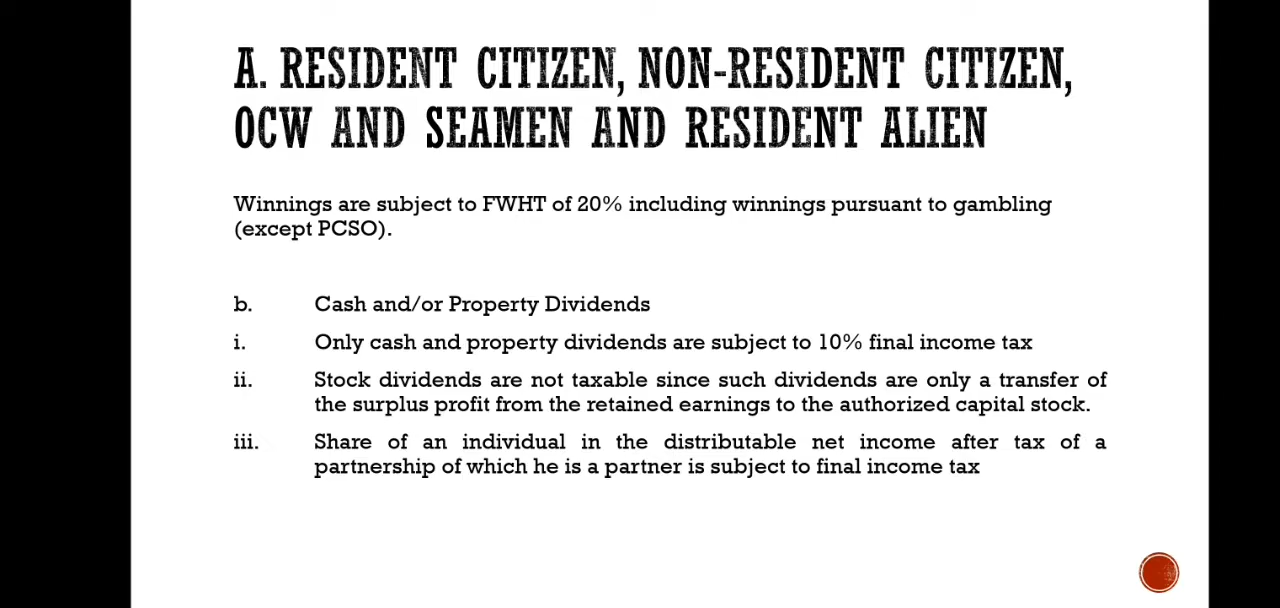 A. RESIDENT CITIZEN, NON-RESIDENT CITIZEN,
OCW AND SEAMEN AND RESIDENT ALIEN
Winnings are subject to FWHT of 20% including winnings pursuant to gambling
(except PCSO).
b. Cash and/or Property Dividends
i. Only cash and property dividends are subject to 10% final income tax
ii. Stock dividends are not taxable since such dividends are only a transfer of
the surplus profit from the retained earnings to the authorized capital stock.
iii. Share of an individual in the distributable net income after tax of a
partnership of which he is a partner is subject to final income tax